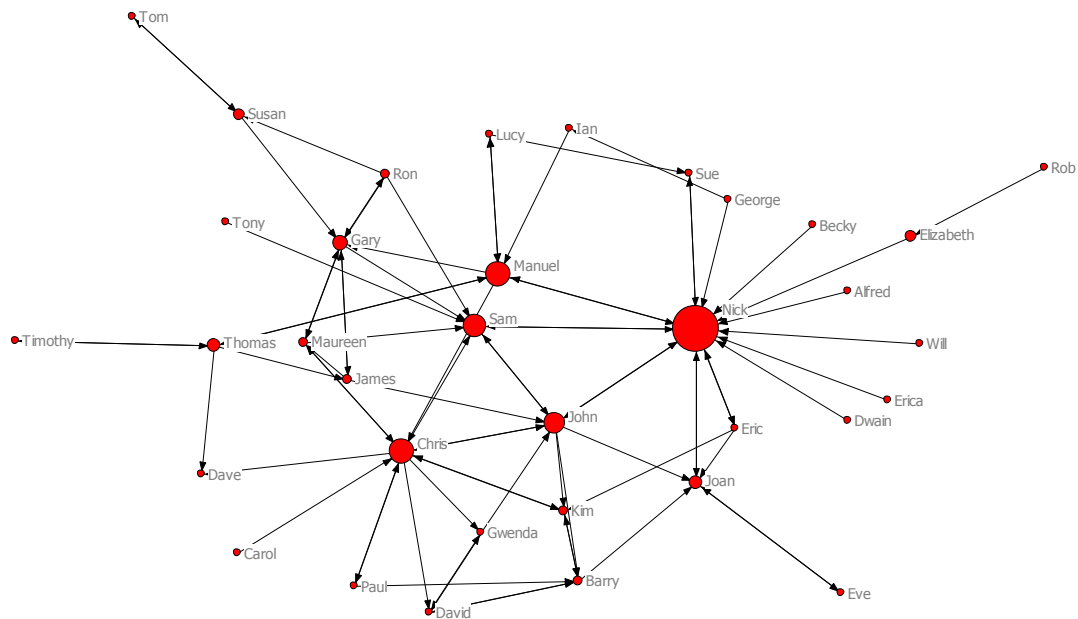 Tom
Susan
Lucy
Ian
Rob
Ron
Sue
George
Tony
Becky
Elizabeth
Gary
Manuel
Alfred
Nick
Sam
Timothy
Thomas
Maureen
Will
James
Erica
John
Dwain
Eric
Chris
Dave
Joan
Kim
Gwenda
Carol
Barry
Paul
Eve
David